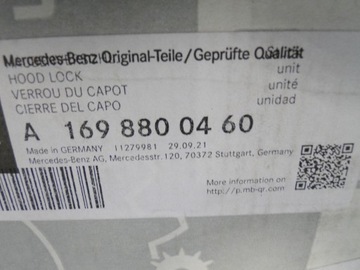 Mercedes-Benz Original-Teile/Geprüfte Qualität
HOOD LOCK
unit
VERROU DU CAPOT
unité
CIERRE DEL CAPO
unidad
A 169 880 04 60
Made in GERMANY 11279981 29.09.21
Mercedes-Benz AG, Mercedesstr.120, 70372 Stuttgart, Germany
More information on
http://p.mb-qr.com